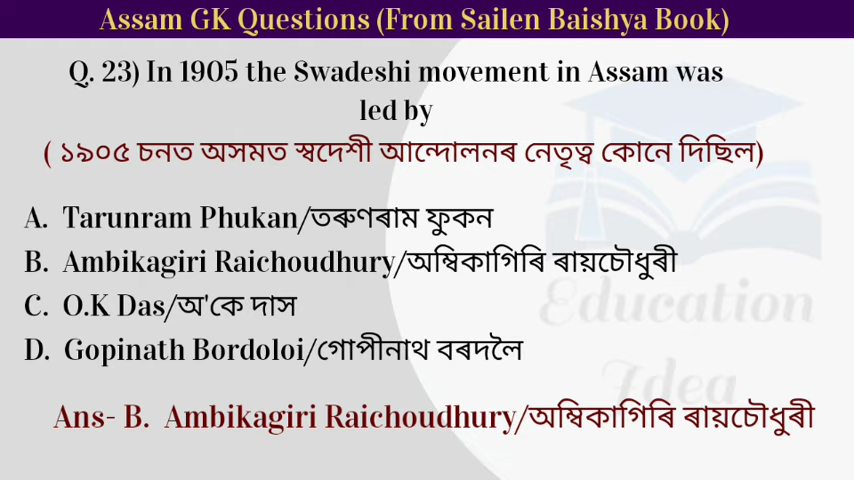 Assam GK Questions (From Sailen Baishya Book)
Q. 23) In 1905 the Swadeshi movement in Assam was
led by
( ১৯০৫ চনত অসমত স্বদেশী আন্দোলনৰ নেতৃত্ব কোনে দিছিল)
A. Tarunram Phukan/তৰুণৰাম ফুকন
B. Ambikagiri Raichoudhury/অম্বিকাগিৰি ৰায়চৌধুৰী
C. O.K Das/অ'কে দাস
D. Gopinath Bordoloi/গোপীনাথ বৰদলৈ
Education
Idea
Ans- B. Ambikagiri Raichoudhury/অম্বিকাগিৰি ৰায়চৌধুৰী